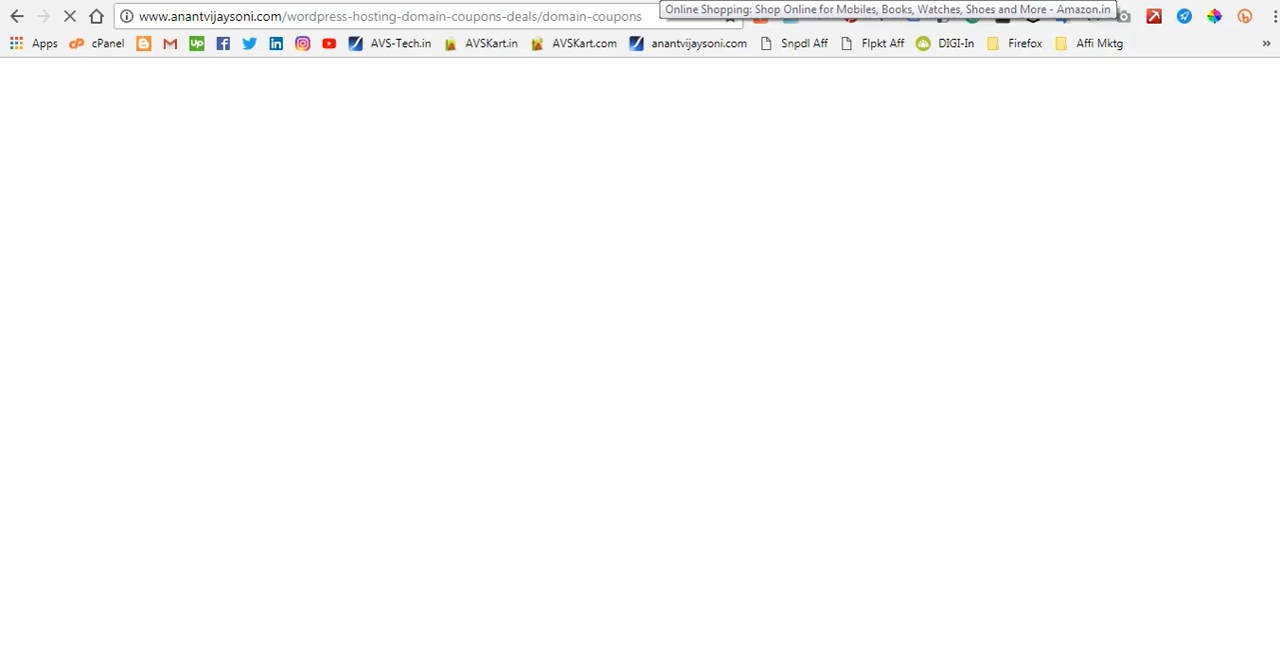 Online Shopping: Shop Online for Mobiles, Books, Watches, Shoes and More - Amazon.in
www.anantvijaysoni.com/wordpress-hosting-domain-coupons-deals/domain-coupons
Apps cPanel up AVS-Tech.in AVSKart.in AVSKart.com anantvijaysoni.com Snpdl Aff Flpkt Aff DIGI-In Firefox Affi Mktg »